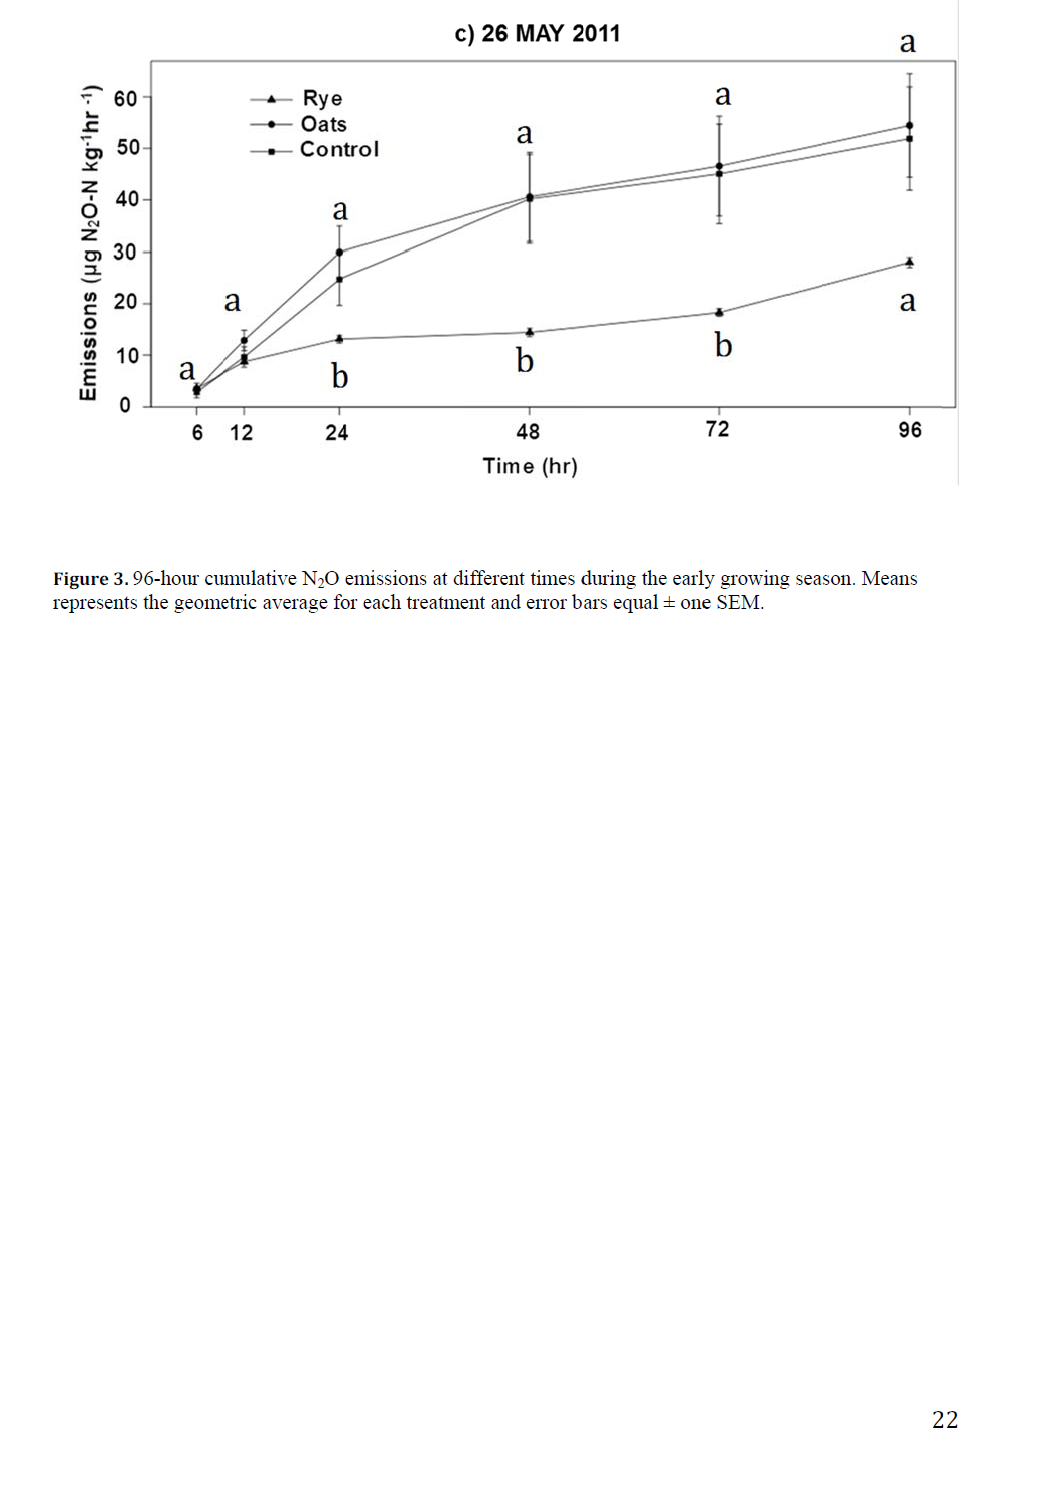 c) 26 MAY 2011
a
Rye
Oats
Control
Emissions (µg N₂O-N kg⁻¹hr ⁻¹)
60
50
40
30
20
10
0
a
a
a
a
a
a
b
b
b
6 12 24 48 72 96
Time (hr)
Figure 3. 96-hour cumulative N₂O emissions at different times during the early growing season. Means
represents the geometric average for each treatment and error bars equal ± one SEM.
22